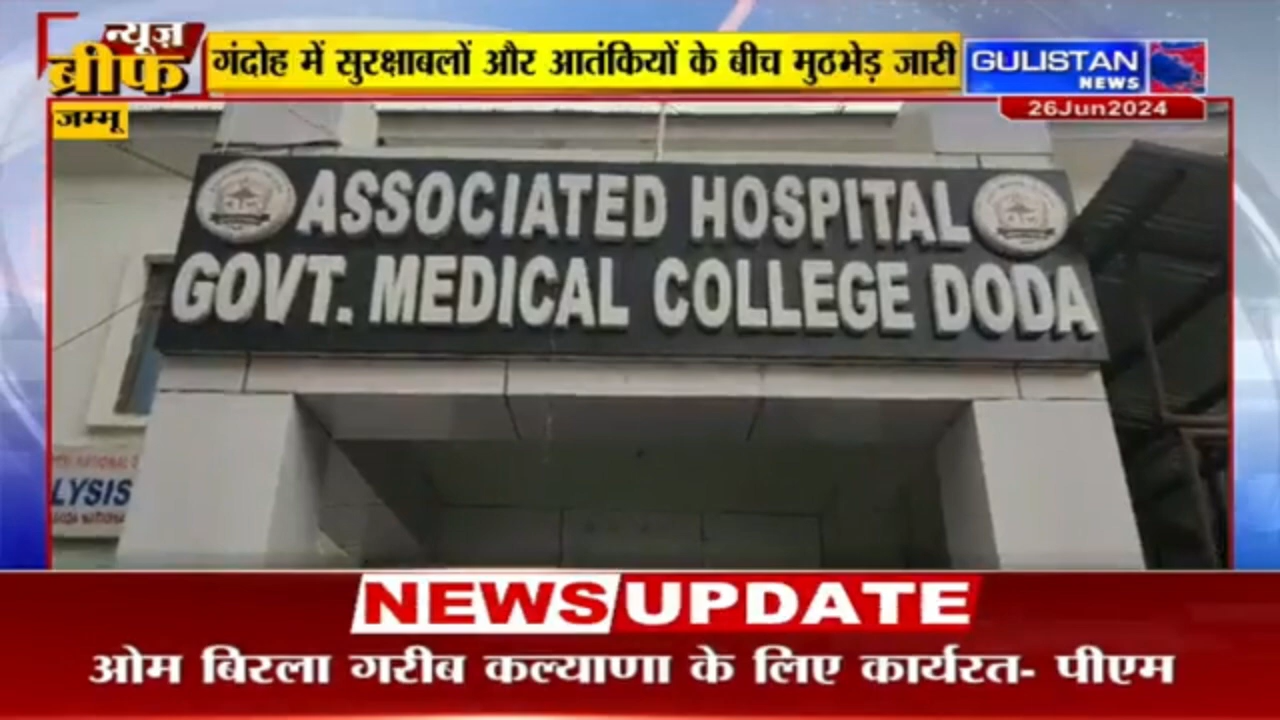 न्यूज़
ब्रीफ
गंदोह में सुरक्षाबलों और आतंकियों के बीच मुठभेड़ जारी
GULISTAN
NEWS
26Jun2024
जम्मू
ASSOCIATED HOSPITAL
GOVT. MEDICAL COLLEGE DODA
LYSIS
NEWS UPDATE
ओम बिरला गरीब कल्याणा के लिए कार्यरत- पीएम